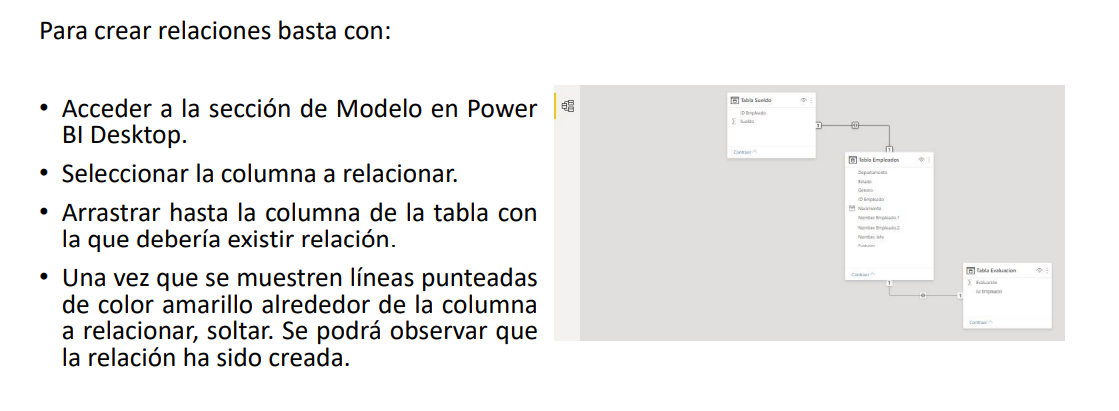 Para crear relaciones basta con:
• Acceder a la sección de Modelo en Power
BI Desktop.
• Seleccionar la columna a relacionar.
• Arrastrar hasta la columna de la tabla con
la que debería existir relación.
• Una vez que se muestren líneas punteadas
de color amarillo alrededor de la columna
a relacionar, soltar. Se podrá observar que
la relación ha sido creada.
Tabla Sueldo
ID Empleado
Σ Sueldo
Contraer
1
1
Tabla Empleados
Departamento
Estado
Género
ID Empleado
Nacimiento
Nombre Empleado.1
Nombre Empleado.2
Nombre Jefe
Contraer
1
1
Tabla Evaluacion
Σ Evaluación
ID Empleado
Contraer